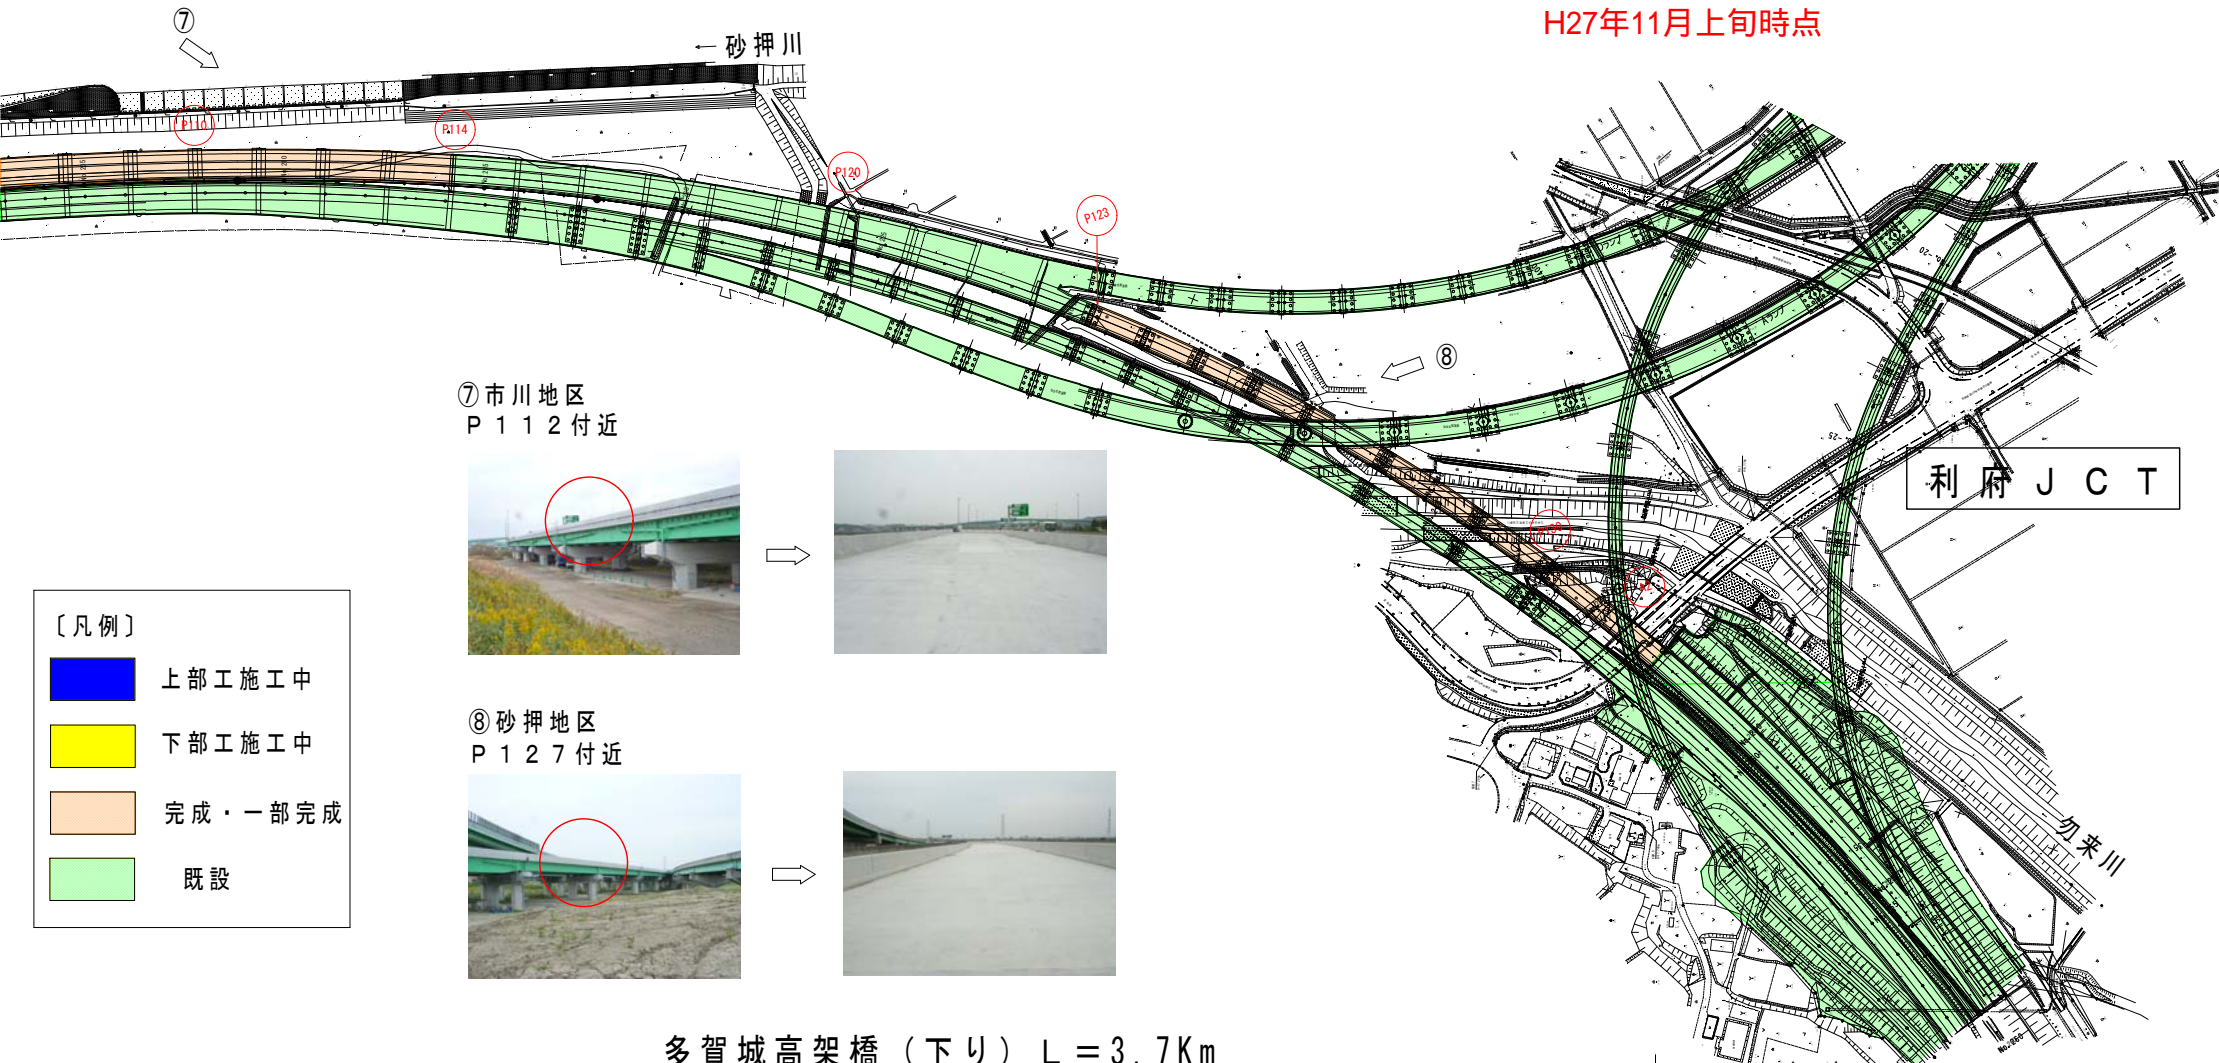 H27年11月上旬時点
⑦
← 砂押川
P110
P114
P120
P123
⑧
⑦市川地区
P112付近
利府JCT
P130
A2
〔凡例〕
上部工施工中
下部工施工中
完成・一部完成
既設
⑧砂押地区
P127付近
勿来川
多賀城高架橋(下り) L=3.7Km